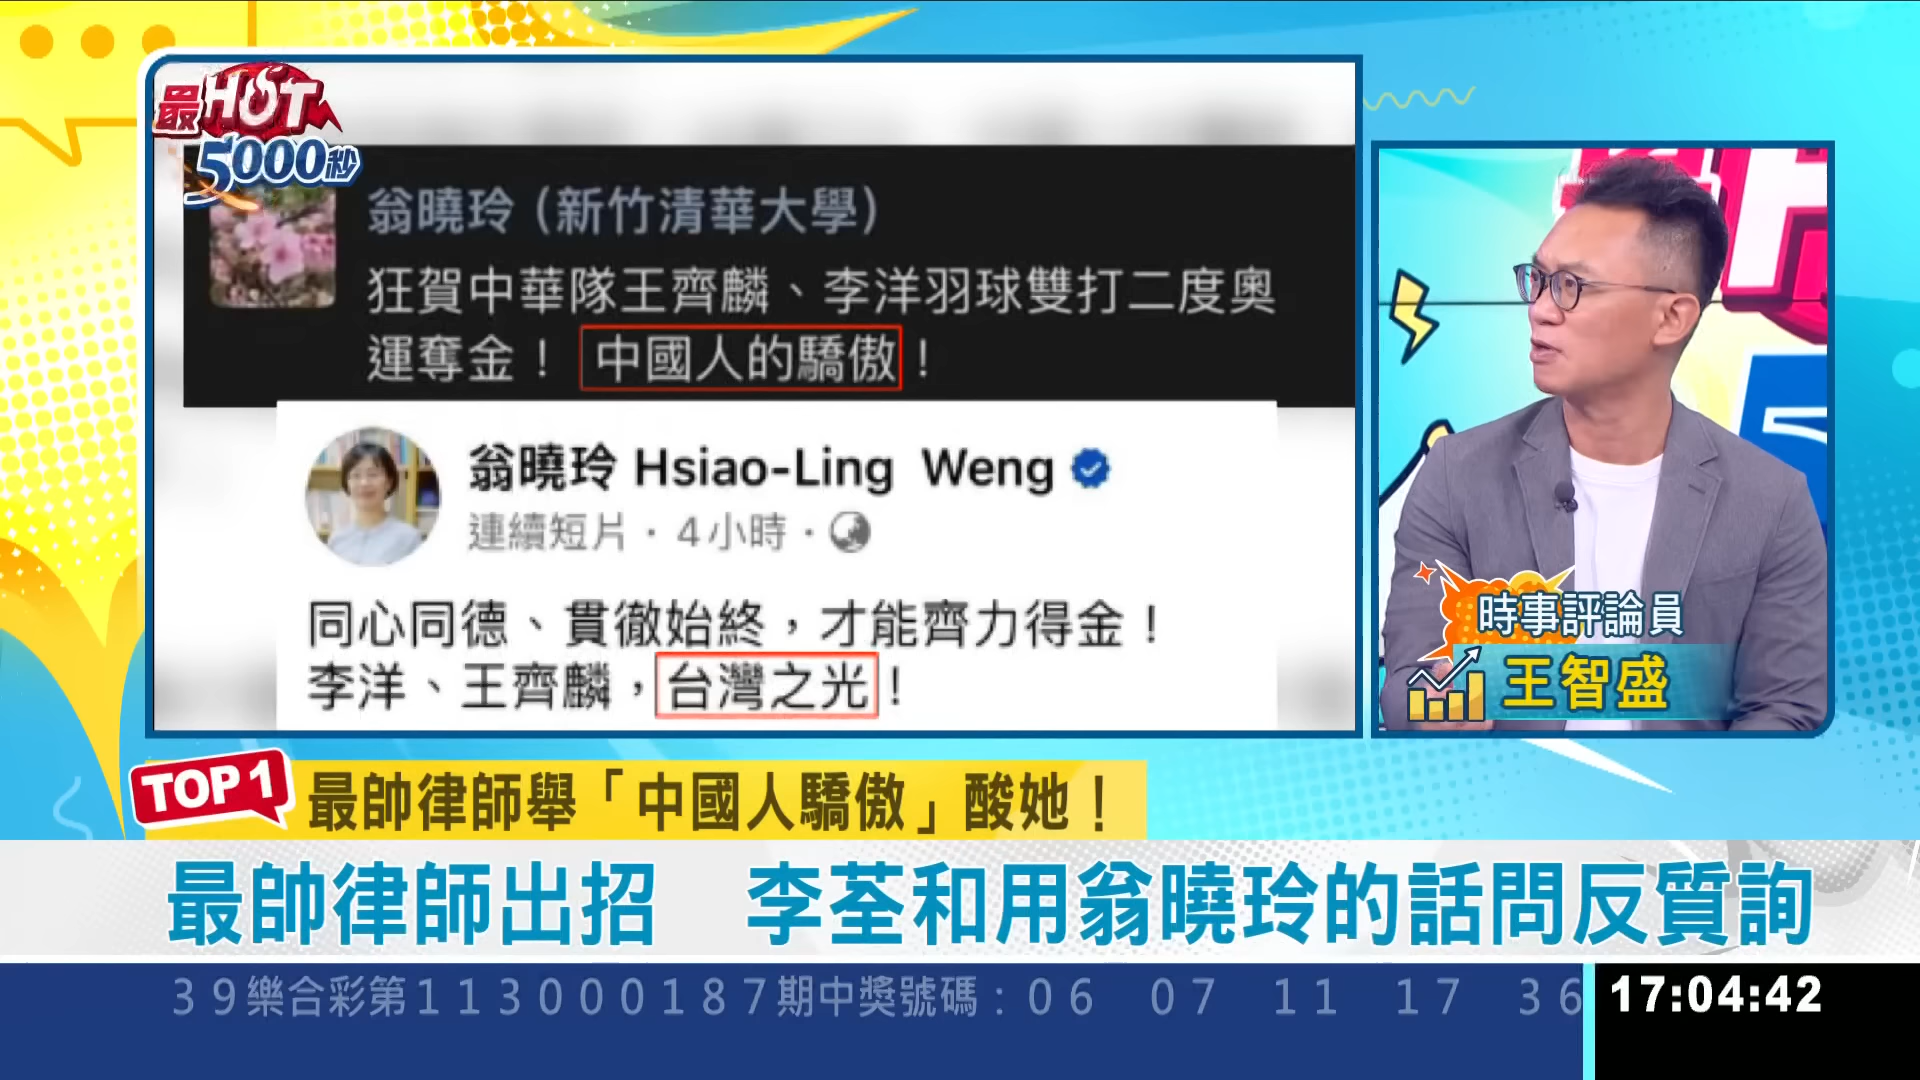 最HOT
5000秒
翁曉玲（新竹清華大學）
狂賀中華隊王齊麟、李洋羽球雙打二度奧
運奪金！中國人的驕傲！
翁曉玲 Hsiao-Ling Weng
連續短片・4小時・
同心同德、貫徹始終，才能齊力得金！
李洋、王齊麟，台灣之光！
時事評論員
王智盛
TOP 1
最帥律師舉「中國人驕傲」酸她！
最帥律師出招 李荃和用翁曉玲的話問反質詢
39樂合彩第113000187期中獎號碼：06 07 11 17 36
17:04:42